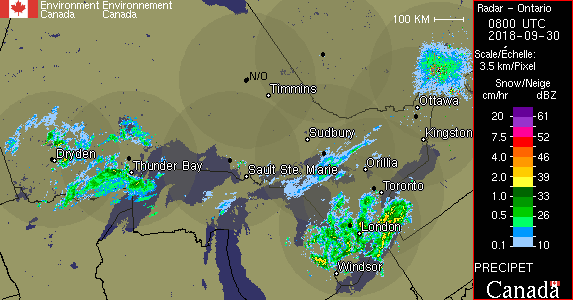 Environment Environnement
Canada Canada
100 KM
N/O
Timmins
Ottawa
Sudbury
Kingston
Dryden
Thunder Bay
Sault Ste. Marie
Orillia
Toronto
London
Windsor
Radar - Ontario
0800 UTC
2018-09-30
Scale/Échelle:
3.5 km/Pixel
Snow/Neige
cm/hr dBZ
20 61
7.5 52
4.0 46
2.0 39
1.0 33
0.5 26
0.1 10
PRECIPET
Canada